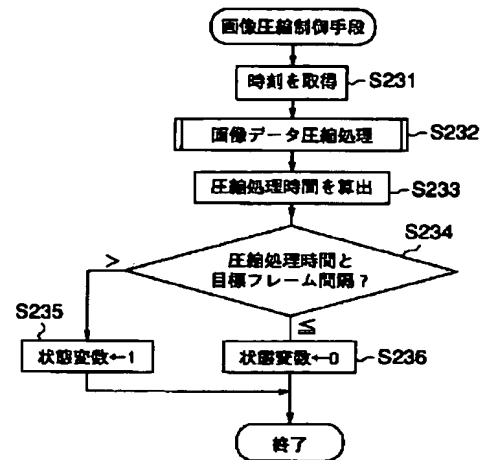 画像圧縮制御手段
時刻を取得
S231
画像データ圧縮処理
S232
圧縮処理時間を算出
S233
S234
圧縮処理時間と
目標フレーム間隔？
>
≦
S235
状態変数←1
状態変数←0
S236
終了